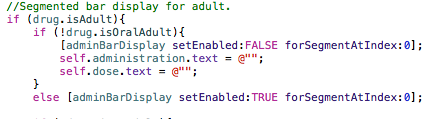 //Segmented bar display for adult.
if (drug.isAdult){
if (!drug.isOralAdult){
[adminBarDisplay setEnabled:FALSE forSegmentAtIndex:0];
self.administration.text = @"";
self.dose.text = @"";
}
else [adminBarDisplay setEnabled:TRUE forSegmentAtIndex:0];